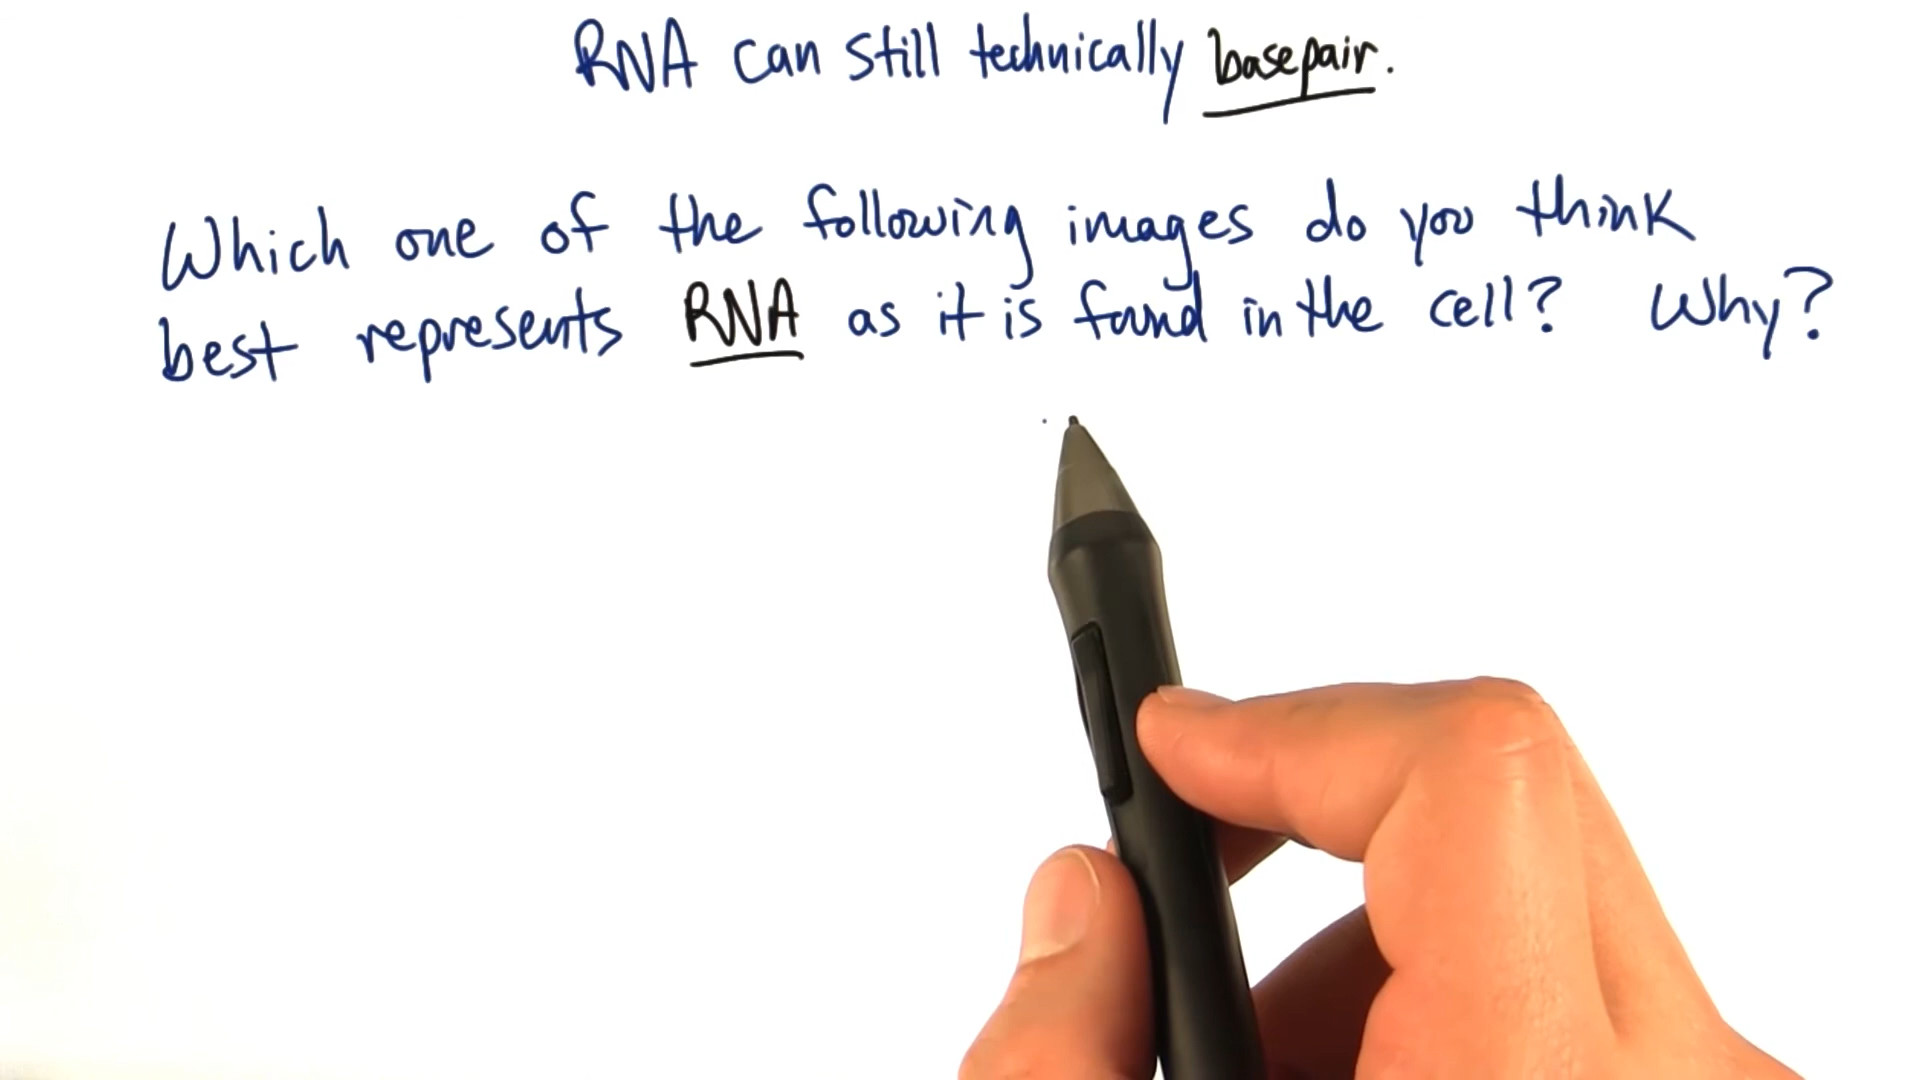 RNA can still technically basepair.
Which one of the following images do you think
best represents RNA as it is found in the cell? Why?